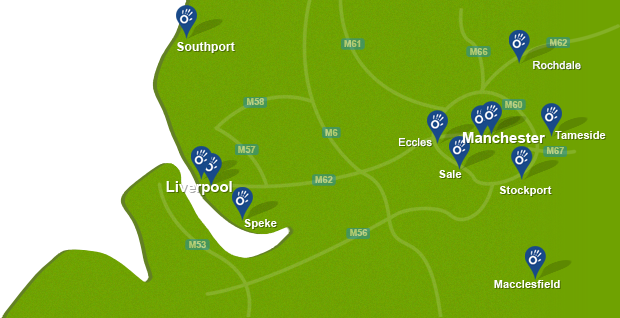 Southport
M61
M62
M66
Rochdale
M58
M60
M6
Eccles
Manchester
Tameside
M57
M67
Sale
Liverpool
M62
Stockport
Speke
M56
M53
Macclesfield